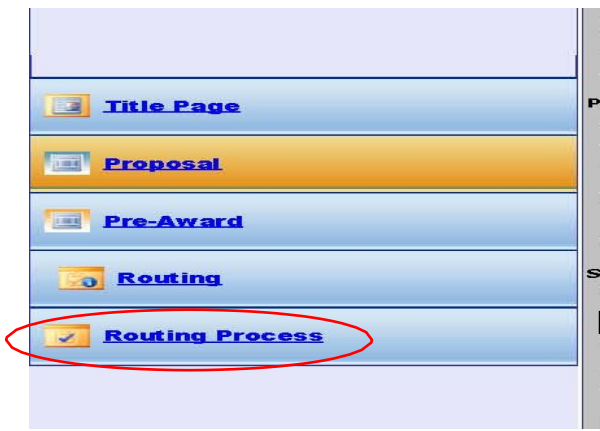 Title Page
P
Proposal
Pre-Award
Routing
S
Routing Process